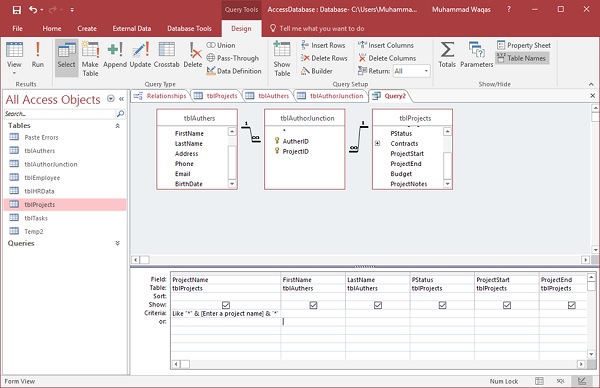 Query Tools
AccessDatabase : Database- C:\Users\Muhamma...
Muhammad Waqas
File
Home
Create
External Data
Database Tools
Design
Tell me what you want to do
View
Run
Select
Make Table
Append
Update
Crosstab
Delete
Union
Pass-Through
Data Definition
Show Table
Insert Rows
Delete Rows
Builder
Insert Columns
Delete Columns
Return: All
Totals
Parameters
Property Sheet
Table Names
Results
Query Type
Query Setup
Show/Hide
All Access Objects
Search...
Tables
Paste Errors
tblAuthers
tblAuthorJunction
tblEmployee
tblHRData
tblProjects
tblTasks
Temp2
Queries
Relationships
tblProjects
tblAuthers
tblAuthorJunction
Query2
tblAuthers
FirstName
LastName
Address
Phone
Email
BirthDate
1
∞
tblAuthorJunction
*
AutherID
ProjectID
∞
1
tblProjects
PStatus
Contracts
ProjectStart
ProjectEnd
Budget
ProjectNotes
Field: ProjectName FirstName LastName PStatus ProjectStart ProjectEnd
Table: tblProjects tblAuthers tblAuthers tblProjects tblProjects tblProjects
Sort:
Show:
Criteria: Like "*" & [Enter a project name] & "*"
or:
Form View
Num Lock
SQL